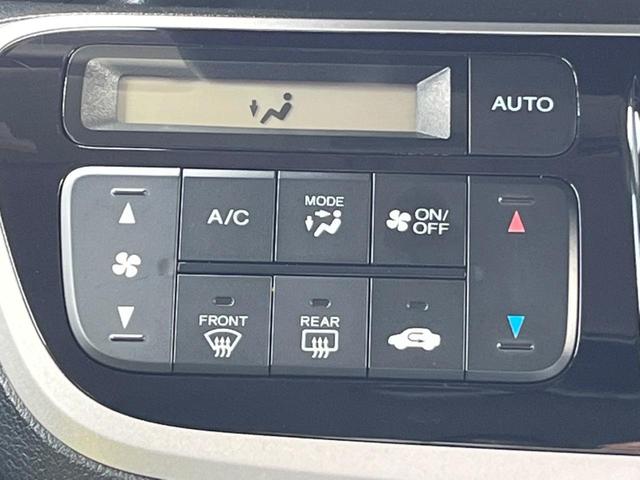 AUTO
A/C
MODE
ON/
OFF
FRONT
REAR